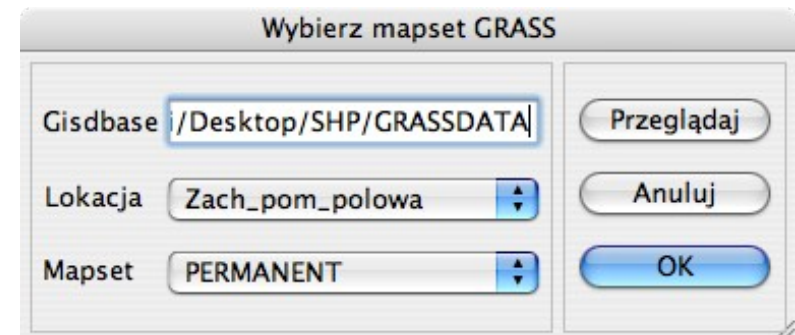 Wybierz mapset GRASS
Gisdbase i/Desktop/SHP/GRASSDATA Przeglądaj
Lokacja Zach_pom_polowa Anuluj
Mapset PERMANENT OK